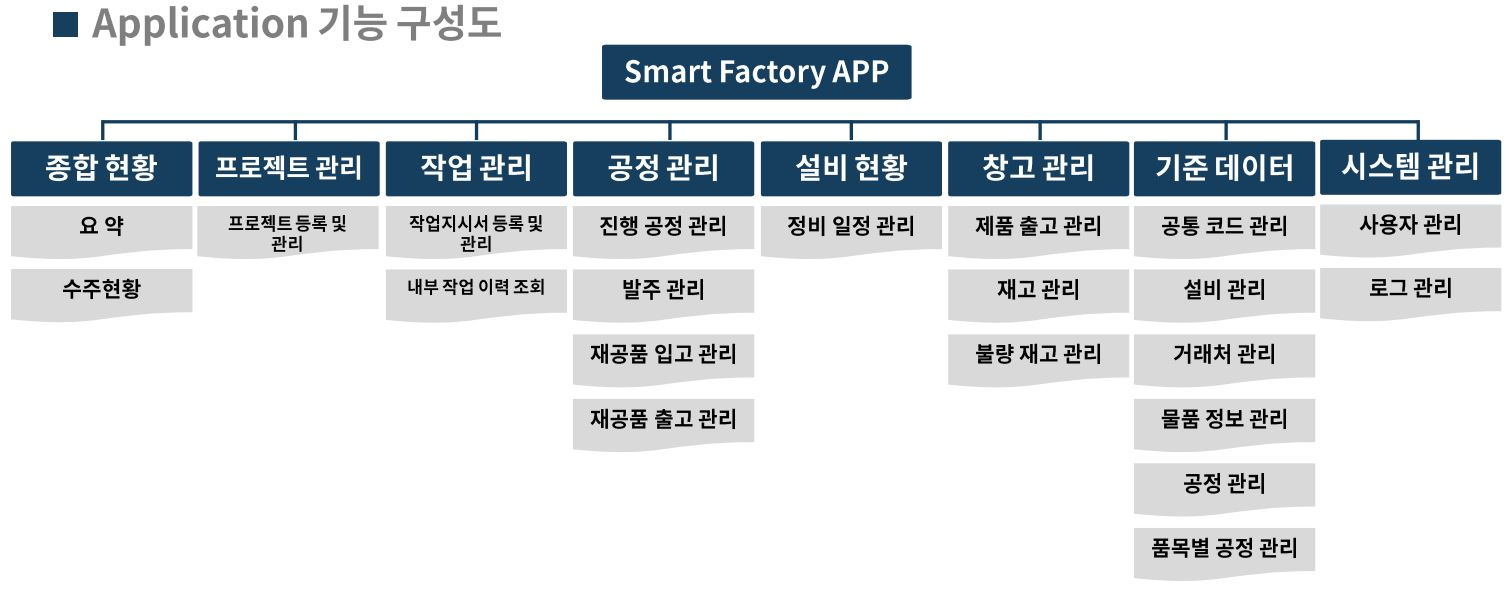 Application 기능 구성도
Smart Factory APP
종합 현황
프로젝트 관리
작업 관리
공정 관리
설비 현황
창고 관리
기준 데이터
시스템 관리
요 약
프로젝트 등록 및
관리
작업지시서 등록 및
관리
진행 공정 관리
정비 일정 관리
제품 출고 관리
공통 코드 관리
사용자 관리
수주현황
내부 작업 이력 조회
발주 관리
재고 관리
설비 관리
로그 관리
재공품 입고 관리
불량 재고 관리
거래처 관리
재공품 출고 관리
물품 정보 관리
공정 관리
품목별 공정 관리